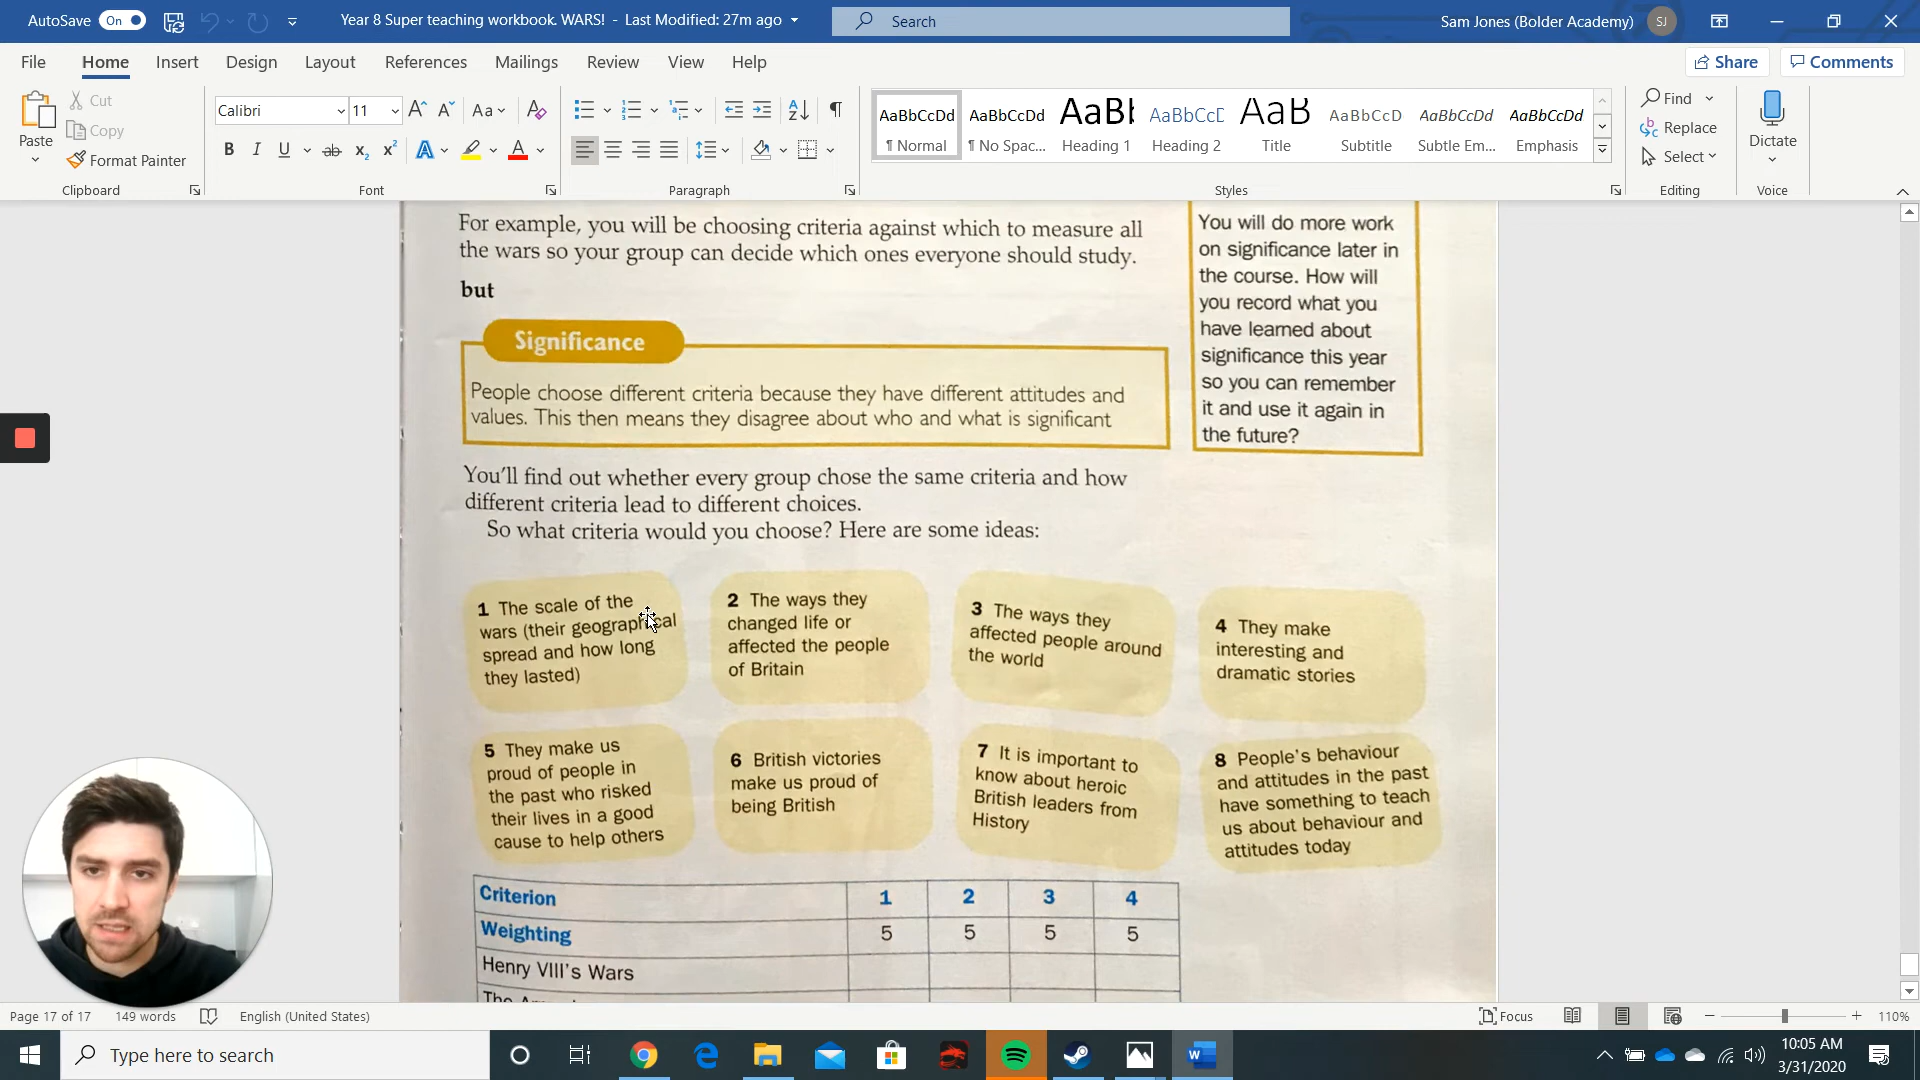 AutoSave On
Year 8 Super teaching workbook. WARS! - Last Modified: 27m ago
Search
Sam Jones (Bolder Academy) SJ
File Home Insert Design Layout References Mailings Review View Help
Share Comments
Paste
Cut
Copy
Format Painter
Clipboard
Calibri 11
Font
Paragraph
AaBbCcDd
¶ Normal
AaBbCcDd
¶ No Spac...
AaBl
Heading 1
AaBbCcC
Heading 2
AaB
Title
AaBbCcD
Subtitle
AaBbCcDd
Subtle Em...
AaBbCcDd
Emphasis
Styles
Find
Replace
Select
Editing
Dictate
Voice
For example, you will be choosing criteria against which to measure all
the wars so your group can decide which ones everyone should study.
but
Significance
People choose different criteria because they have different attitudes and
values. This then means they disagree about who and what is significant
You will do more work
on significance later in
the course. How will
you record what you
have learned about
significance this year
so you can remember
it and use it again in
the future?
You'll find out whether every group chose the same criteria and how
different criteria lead to different choices.
So what criteria would you choose? Here are some ideas:
1 The scale of the
wars (their geographical
spread and how long
they lasted)
2 The ways they
changed life or
affected the people
of Britain
3 The ways they
affected people around
the world
4 They make
interesting and
dramatic stories
5 They make us
proud of people in
the past who risked
their lives in a good
cause to help others
6 British victories
make us proud of
being British
7 It is important to
know about heroic
British leaders from
History
8 People's behaviour
and attitudes in the past
have something to teach
us about behaviour and
attitudes today
Criterion 1 2 3 4
Weighting 5 5 5 5
Henry VIII's Wars
Page 17 of 17 149 words English (United States)
Focus
110%
Type here to search
10:05 AM
3/31/2020